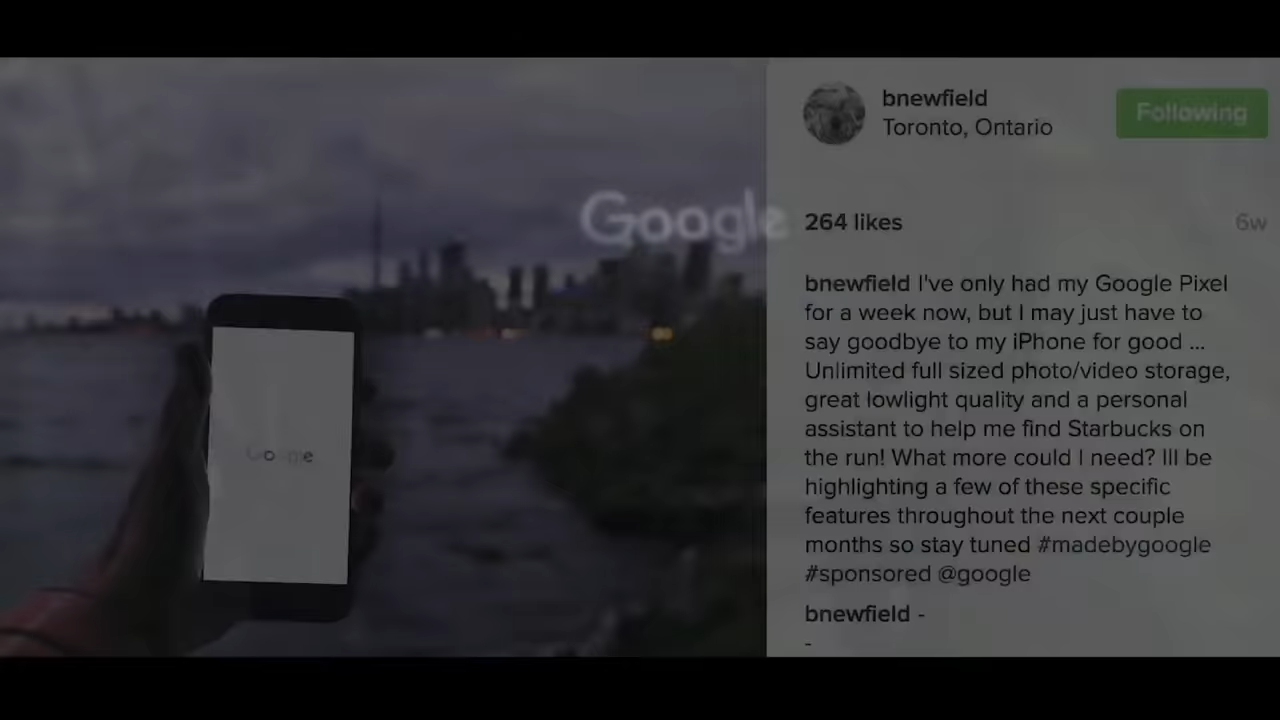 bnewfield
Toronto, Ontario
Following
Google
264 likes
6w
bnewfield I've only had my Google Pixel
for a week now, but I may just have to
say goodbye to my iPhone for good ...
Unlimited full sized photo/video storage,
great lowlight quality and a personal
assistant to help me find Starbucks on
the run! What more could I need? Ill be
highlighting a few of these specific
features throughout the next couple
months so stay tuned #madebygoogle
#sponsored @google
bnewfield -
-